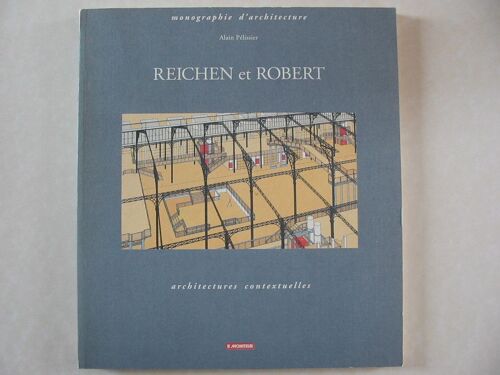 monographie d'architecture
Alain Pélissier
REICHEN et ROBERT
architectures contextuelles
LE MONITEUR